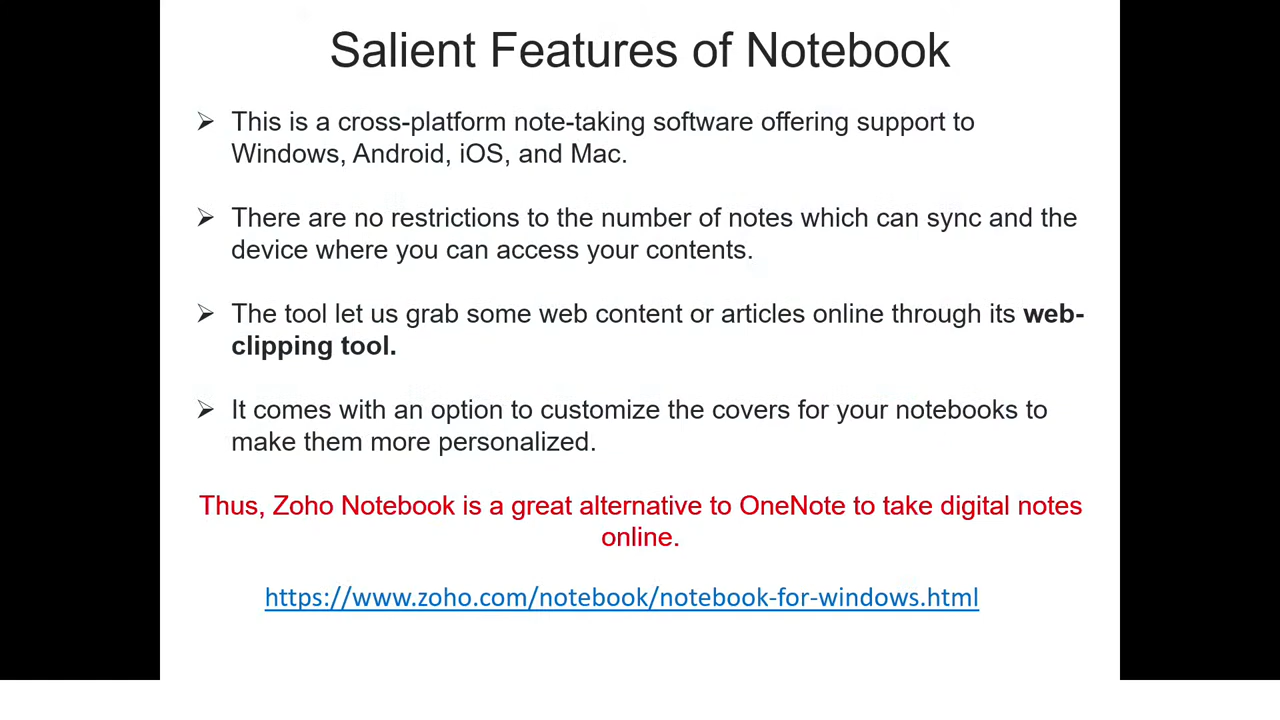 Salient Features of Notebook
➢ This is a cross-platform note-taking software offering support to
Windows, Android, iOS, and Mac.
➢ There are no restrictions to the number of notes which can sync and the
device where you can access your contents.
➢ The tool let us grab some web content or articles online through its web-
clipping tool.
➢ It comes with an option to customize the covers for your notebooks to
make them more personalized.
Thus, Zoho Notebook is a great alternative to OneNote to take digital notes
online.
https://www.zoho.com/notebook/notebook-for-windows.html